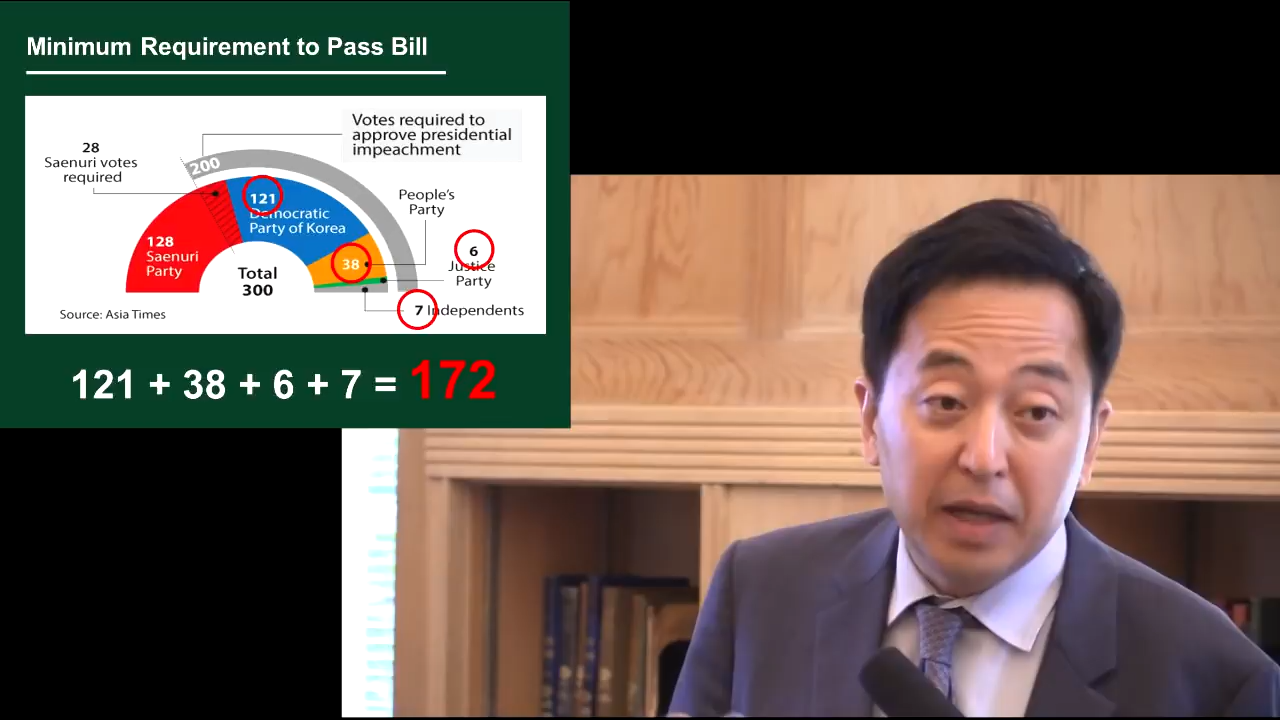 Minimum Requirement to Pass Bill
Votes required to
approve presidential
impeachment
28
Saenuri votes
required
200
121
Democratic
Party of Korea
People's
Party
128
Saenuri
Party
38
6
Justice
Party
Total
300
7 Independents
Source: Asia Times
121 + 38 + 6 + 7 = 172